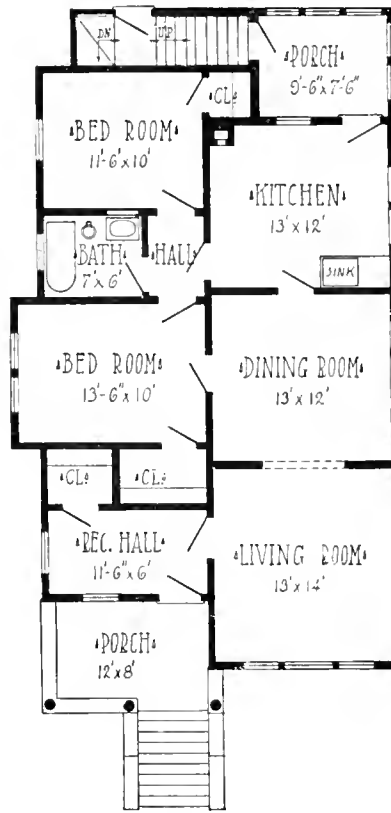 DN
UP
PORCH
9'-6"x7'-6"
CL.
BED ROOM
11'-6'x10'
KITCHEN
13'x12'
BATH
7'x6'
HALL
SINK
BED ROOM
13'-6"x10'
DINING ROOM
13'x12'
CL.
CL.
REC. HALL
11'-6"x6'
LIVING ROOM
13'x14'
PORCH
12'x8'